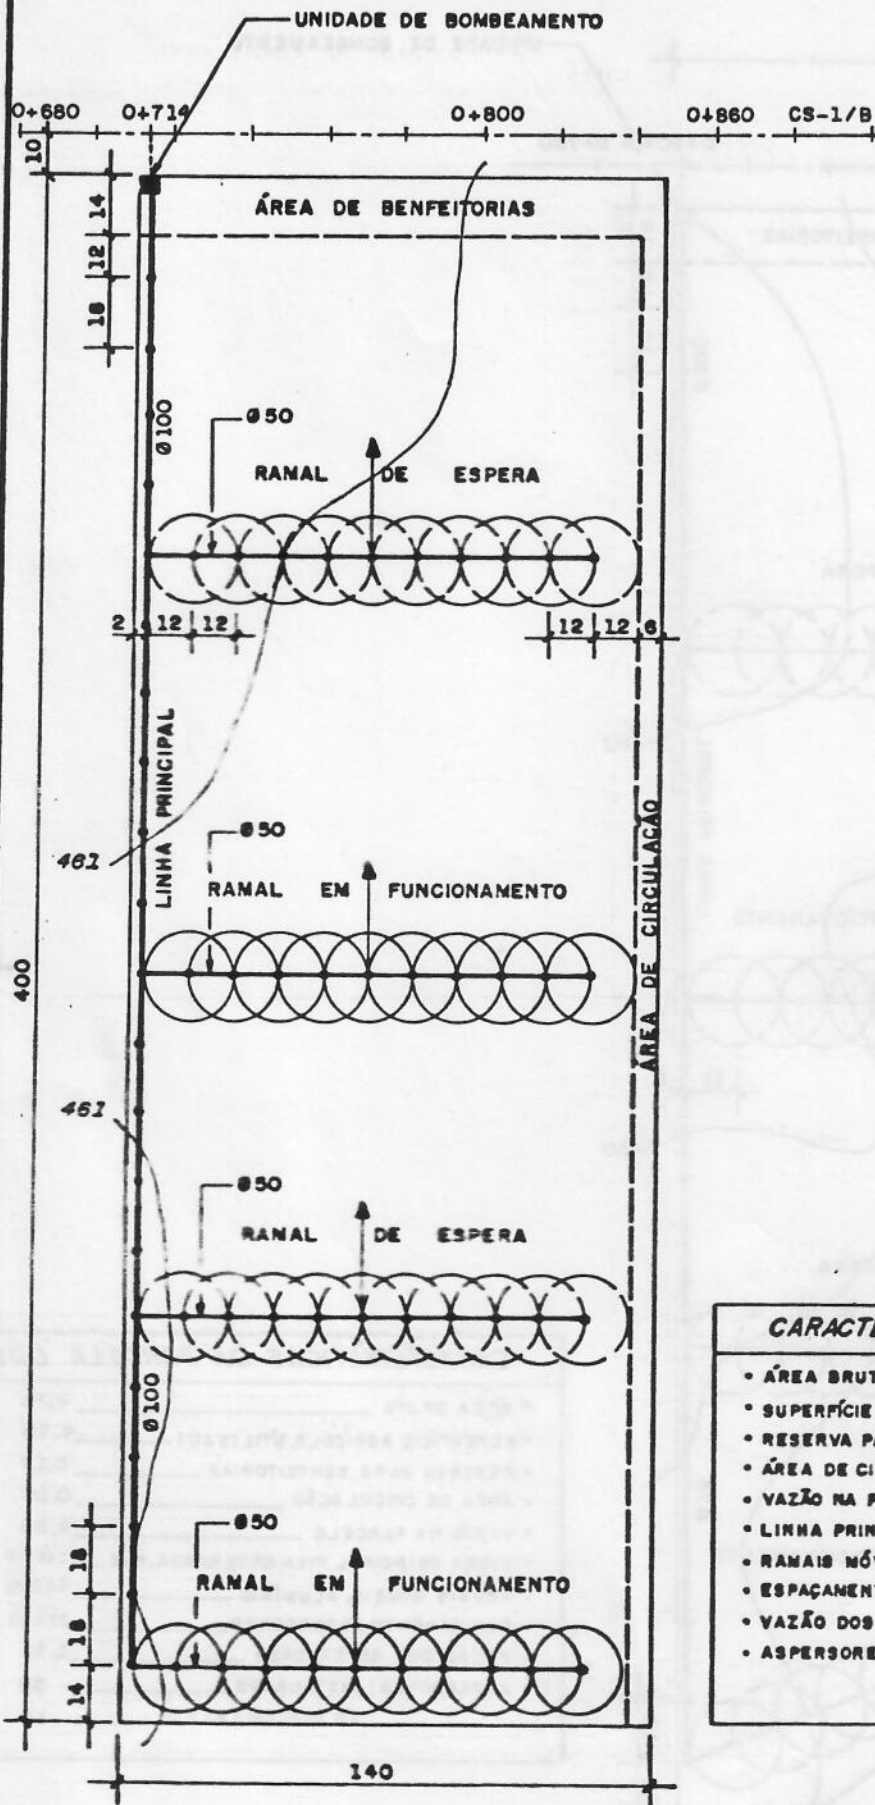 UNIDADE DE BOMBEAMENTO
0+680 0+714 0+800 0+860 CS-1/B
10
14
12
18
ÁREA DE BENFEITORIAS
Ø100
Ø50
RAMAL DE ESPERA
2 12 12 12 12 6
LINHA PRINCIPAL
461
Ø50
RAMAL EM FUNCIONAMENTO
ÁREA DE CIRCULAÇÃO
400
461
Ø50
RAMAL DE ESPERA
Ø100
Ø50
RAMAL EM FUNCIONAMENTO
18
18
14
140
CARACTE
• ÁREA BRUT
• SUPERFÍCIE
• RESERVA PA
• ÁREA DE CI
• VAZÃO NA P
• LINHA PRIN
• RAMAIS MÓV
• ESPAÇAMENT
• VAZÃO DOS
• ASPERSORE